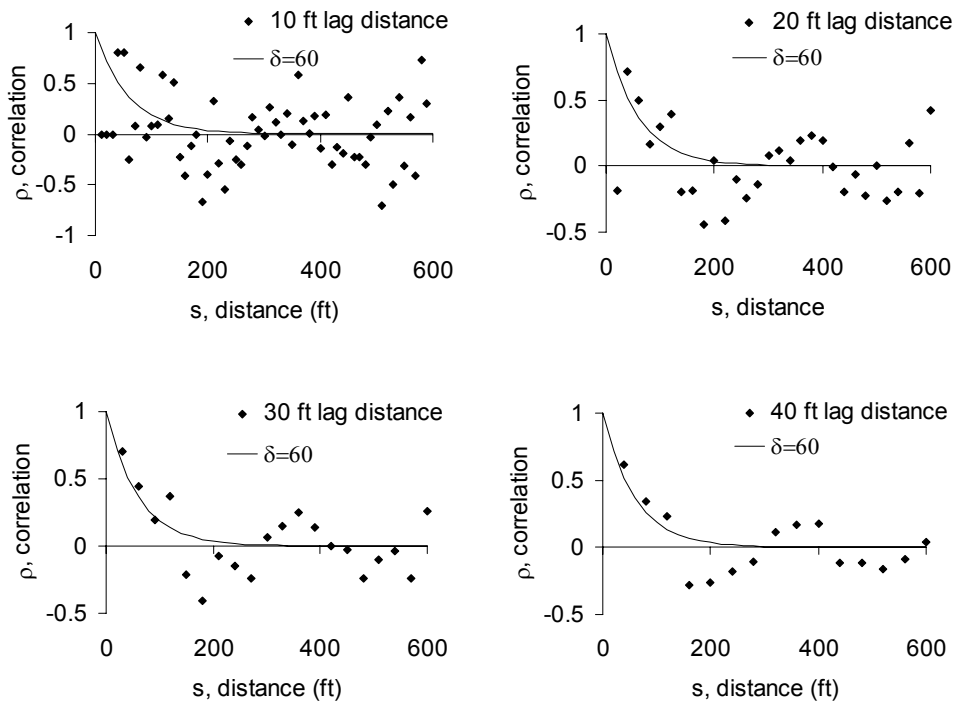 10 ft lag distance
δ=60
ρ, correlation
1
0.5
0
-0.5
-1
0 200 400 600
s, distance (ft)
20 ft lag distance
δ=60
ρ, correlation
1
0.5
0
-0.5
0 200 400 600
s, distance
30 ft lag distance
δ=60
ρ, correlation
1
0.5
0
-0.5
0 200 400 600
s, distance (ft)
40 ft lag distance
δ=60
ρ, correlation
1
0.5
0
-0.5
0 200 400 600
s, distance (ft)